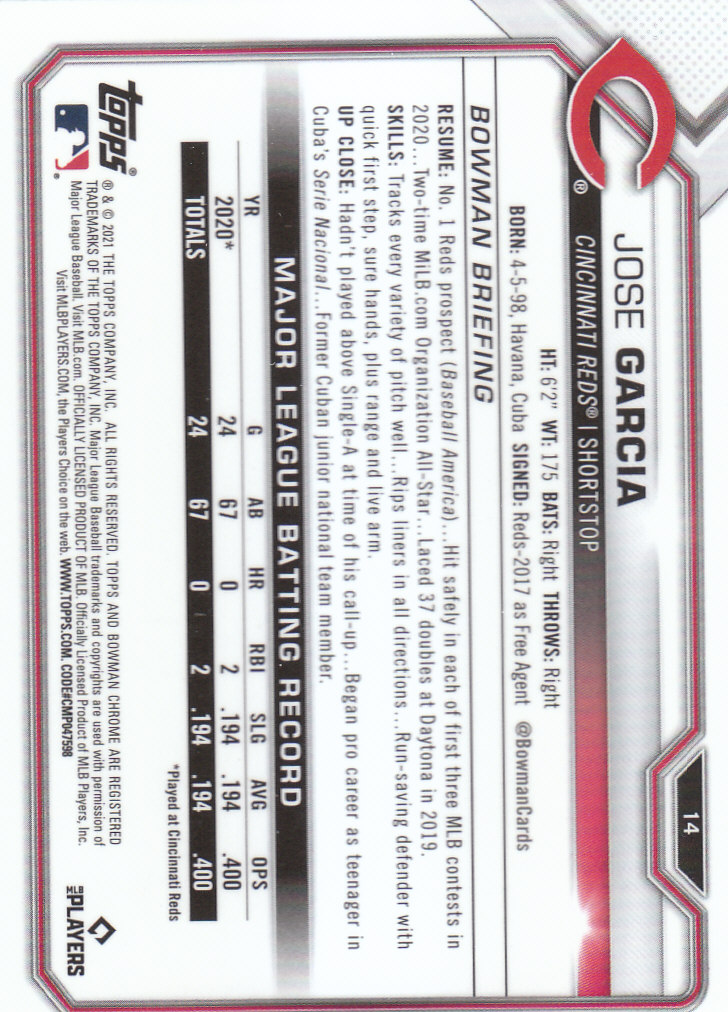 14
JOSE GARCIA
CINCINNATI REDS® | SHORTSTOP
®
HT: 6'2" WT: 175 BATS: Right THROWS: Right
BORN: 4-5-98, Havana, Cuba SIGNED: Reds-2017 as Free Agent @BowmanCards
BOWMAN BRIEFING
RESUME: No. 1 Reds prospect (Baseball America)...Hit safely in each of first three MLB contests in
2020...Two-time MiLB.com Organization All-Star...Laced 37 doubles at Daytona in 2019.
SKILLS: Tracks every variety of pitch well...Rips liners in all directions...Run-saving defender with
quick first step, sure hands, plus range and live arm.
UP CLOSE: Hadn't played above Single-A at time of his call-up...Began pro career as teenager in
Cuba's Serie Nacional...Former Cuban junior national team member.
MAJOR LEAGUE BATTING RECORD
YR G AB HR RBI SLG AVG OPS
2020* 24 67 0 2 .194 .194 .400
TOTALS 24 67 0 2 .194 .194 .400
*Played at Cincinnati Reds
topps®
® & © 2021 THE TOPPS COMPANY, INC. ALL RIGHTS RESERVED. TOPPS AND BOWMAN CHROME ARE REGISTERED
TRADEMARKS OF THE TOPPS COMPANY, INC. Major League Baseball trademarks and copyrights are used with permission of
Major League Baseball. Visit MLB.com. OFFICIALLY LICENSED PRODUCT OF MLB. Officially Licensed Product of MLB Players, Inc.
Visit MLBPLAYERS.COM, the Players Choice on the web. WWW.TOPPS.COM. CODE#CMP047598
MLB PLAYERS